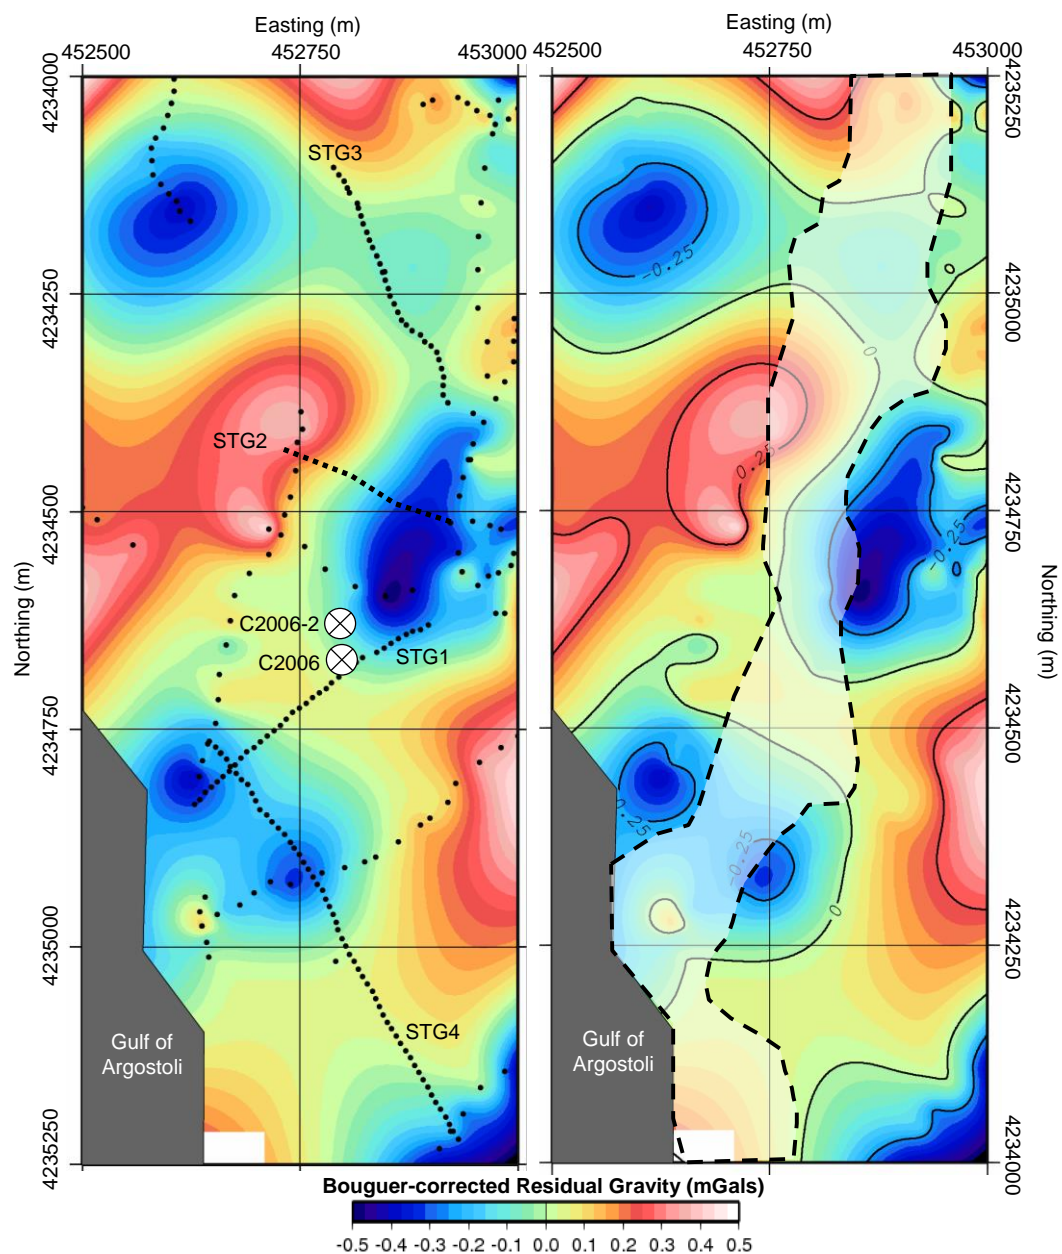 Easting (m)
452500
452750
453000
Easting (m)
452500
452750
453000
4234000
4234250
4234500
4234750
4235000
4235250
Northing (m)
STG3
STG2
C2006-2
C2006
STG1
STG4
Gulf of
Argostoli
-0.25
0
0.25
-0.25
0.25
-0.25
0
Gulf of
Argostoli
4235250
4235000
4234750
4234500
4234250
4234000
Northing (m)
Bouguer-corrected Residual Gravity (mGals)
-0.5 -0.4 -0.3 -0.2 -0.1 0.0 0.1 0.2 0.3 0.4 0.5